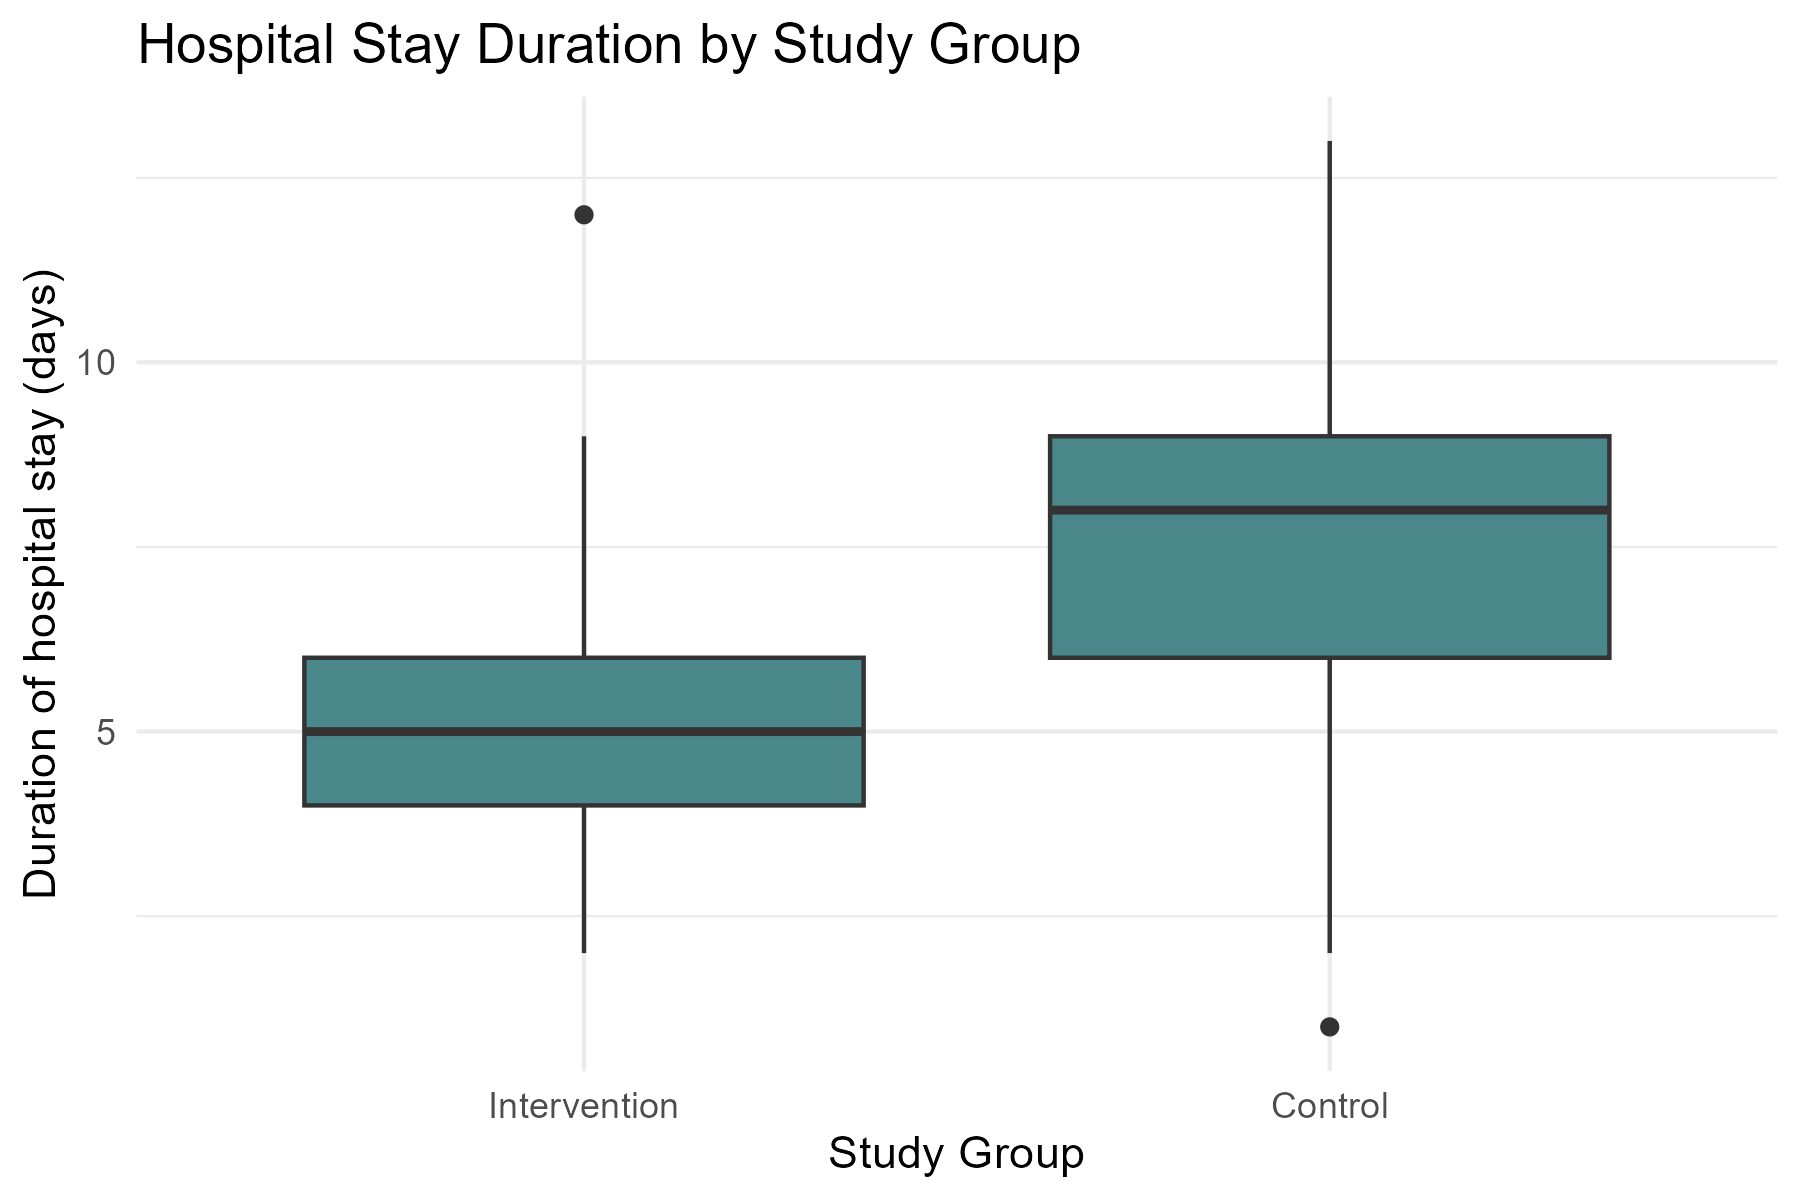 Hospital Stay Duration by Study Group
Duration of hospital stay (days)
10
5
Intervention
Control
Study Group